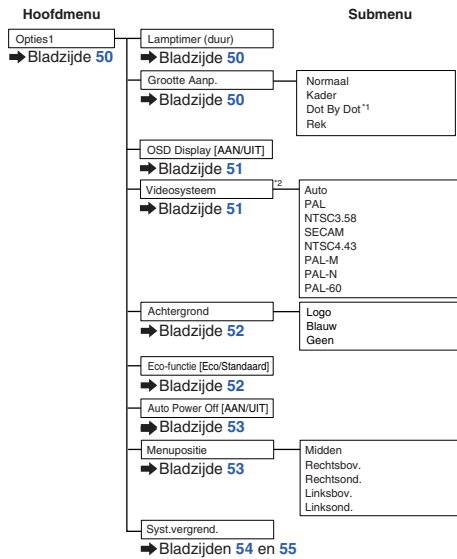 Hoofdmenu
Submenu
Opties1
➡Bladzijde 50
Lamptimer (duur)
➡Bladzijde 50
Grootte Aanp.
➡Bladzijde 50
Normaal
Kader
Dot By Dot*1
Rek
OSD Display [AAN/UIT]
➡Bladzijde 51
Videosysteem
*2
➡Bladzijde 51
Auto
PAL
NTSC3.58
SECAM
NTSC4.43
PAL-M
PAL-N
PAL-60
Achtergrond
➡Bladzijde 52
Logo
Blauw
Geen
Eco-functie [Eco/Standaard]
➡Bladzijde 52
Auto Power Off [AAN/UIT]
➡Bladzijde 53
Menupositie
➡Bladzijde 53
Midden
Rechtsbov.
Rechtsond.
Linksbov.
Linksond.
Syst.vergrend.
➡Bladzijden 54 en 55